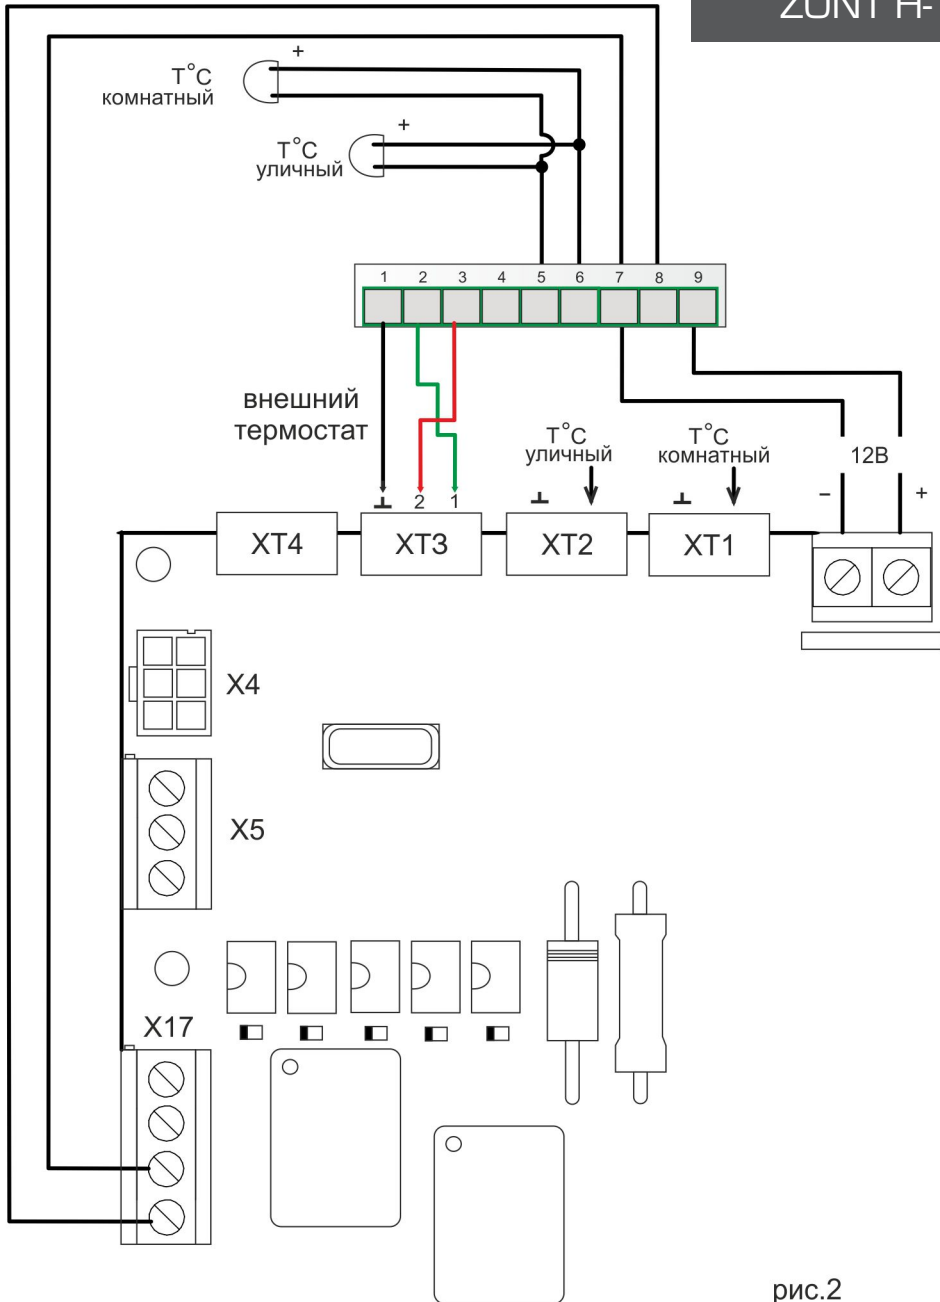 ZONT H-
+
T°C
комнатный
+
T°C
уличный
1 2 3 4 5 6 7 8 9
внешний
термостат
T°C
уличный
T°C
комнатный
12В
2 1
− +
XT4 XT3 XT2 XT1
X4
X5
X17
рис.2